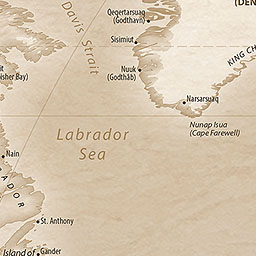 (DEN
Qeqertarsuaq
(Godthavn)
Davis Strait
Sisimiut
KING CH
Nuuk
(Godthåb)
isher Bay)
Narsarsuaq
Nunap Isua
(Cape Farewell)
Labrador
Sea
Nain
ADOR
St. Anthony
Island of
Gander